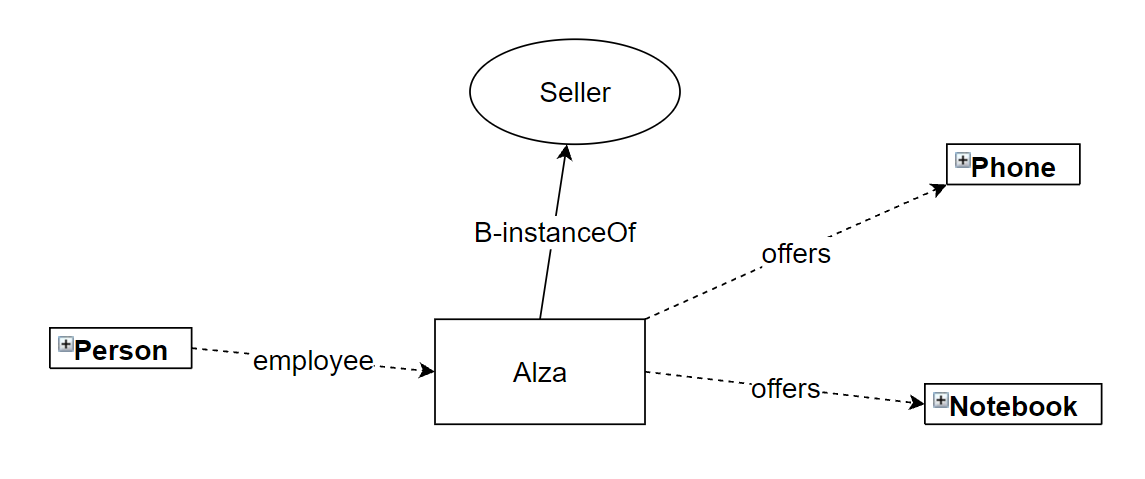 Seller
Phone
B-instanceOf
offers
Person
employee
Alza
offers
Notebook